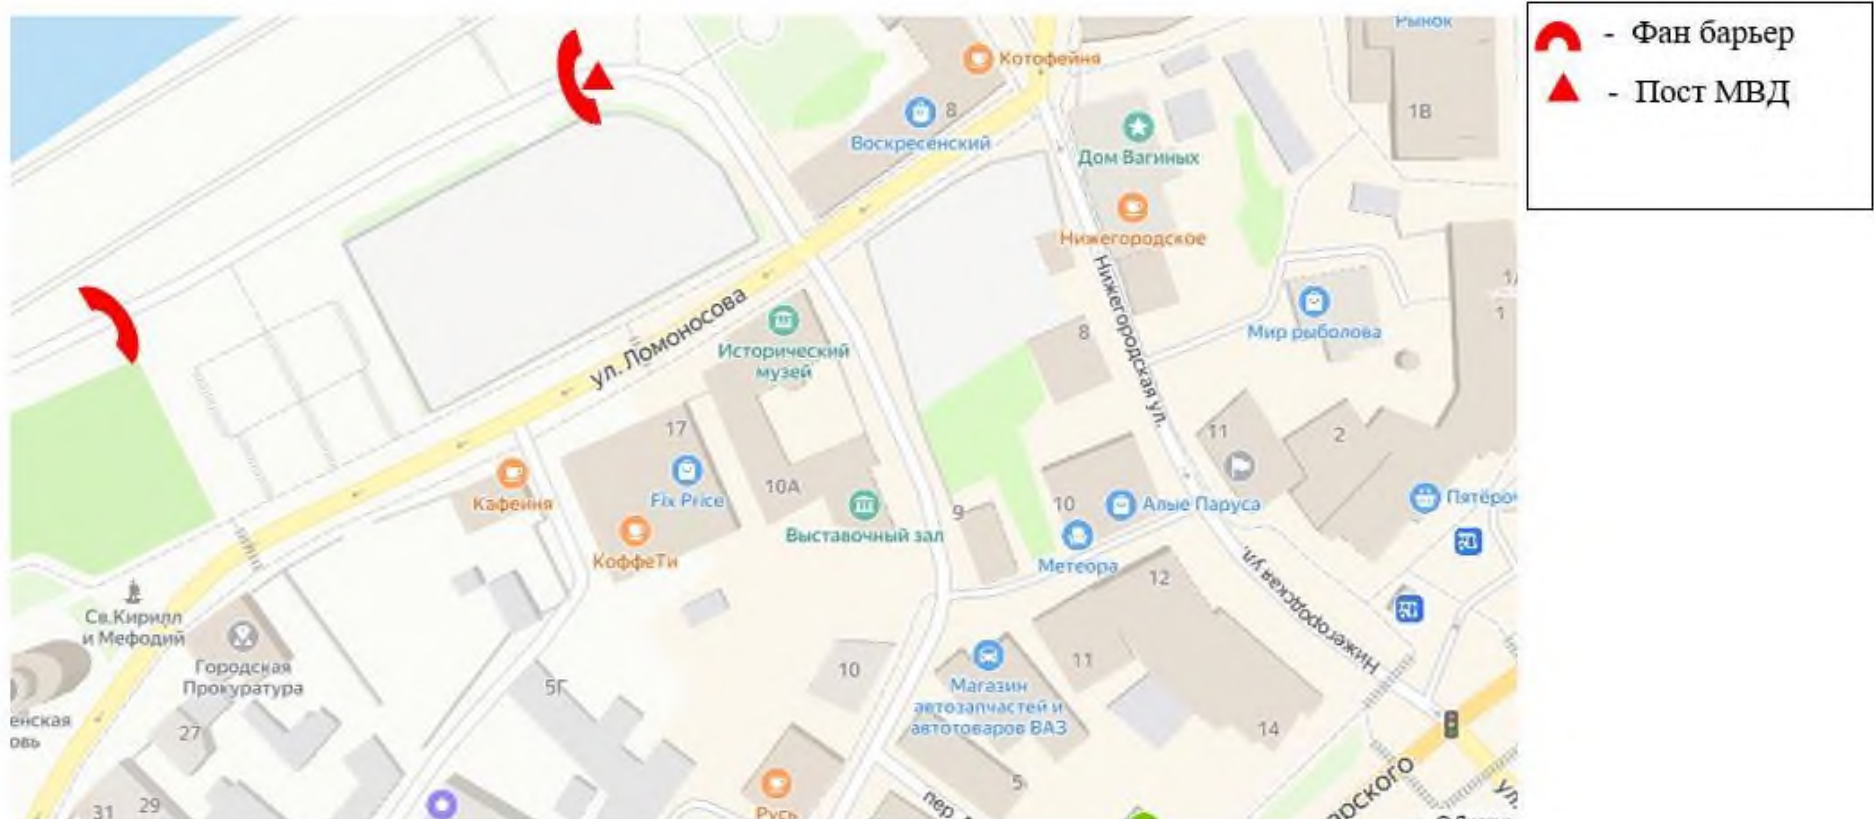 - Фан барьер
- Пост МВД
Рынок
Котофейня
8
Воскресенский
1В
Дом Вагиных
Нижегородское
Нижегородская ул.
8
Мир рыболова
1
ул. Ломоносова
Исторический
музей
17
Fix Price
10А
11
2
Кафейня
КоффеТи
Выставочный зал
9
10
Алые Паруса
Метеора
12
Нижегородская ул.
Св.Кирилл
и Мефодий
Городская
Прокуратура
5Г
10
11
Магазин
автозапчастей и
автотоваров ВАЗ
14
27
5
31
29
Русь
пер.
ул.